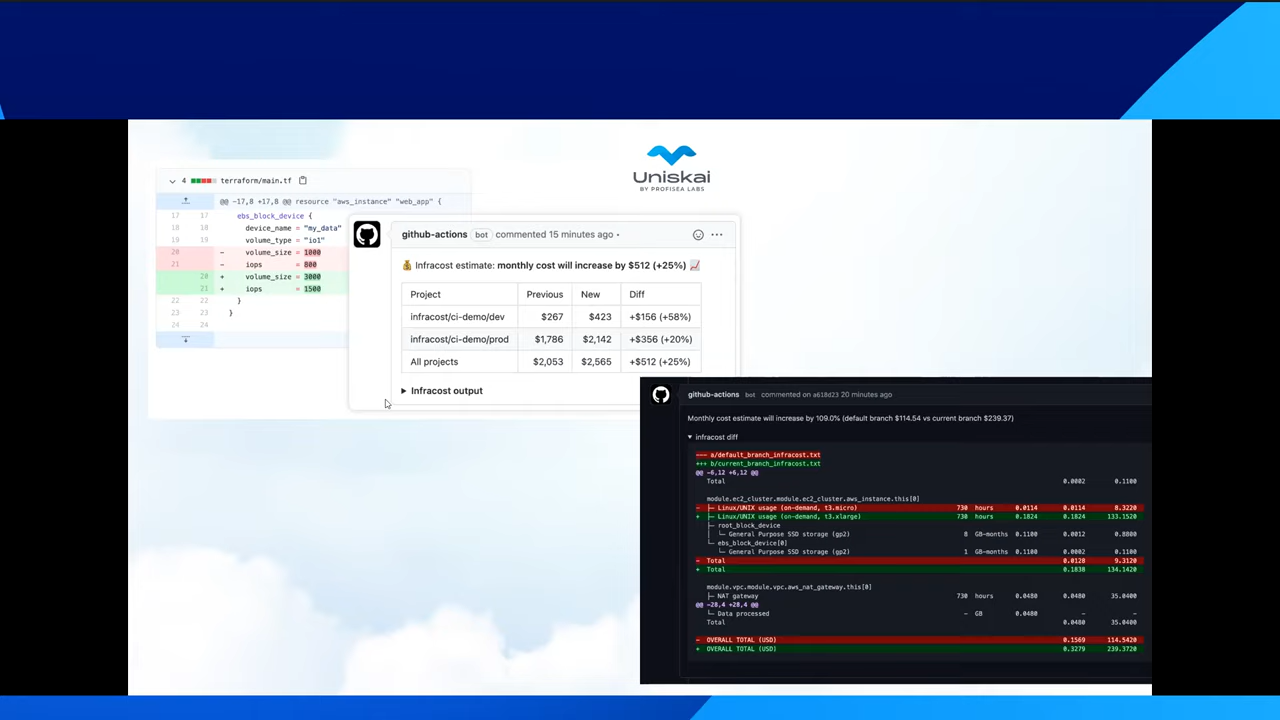 Uniskai
BY PROFISEA LABS
4 terraform/main.tf
@@ -17,8 +17,8 @@ resource "aws_instance" "web_app" {
17 17 ebs_block_device {
18 18 device_name = "my_data"
19 19 volume_type = "io1"
20 - volume_size = 1000
21 - iops = 800
20 + volume_size = 3000
21 + iops = 1500
22 22 }
23 23 }
24 24
github-actions bot commented 15 minutes ago
💰 Infracost estimate: monthly cost will increase by $512 (+25%) 📈
Project Previous New Diff
infracost/ci-demo/dev $267 $423 +$156 (+58%)
infracost/ci-demo/prod $1,786 $2,142 +$356 (+20%)
All projects $2,053 $2,565 +$512 (+25%)
Infracost output
github-actions bot commented on a618d23 20 minutes ago
Monthly cost estimate will increase by 109.0% (default branch $114.54 vs current branch $239.37)
infracost diff
--- a/default_branch_infracost.txt
+++ b/current_branch_infracost.txt
@@ -6,12 +6,12 @@
Total 0.0002 0.1100
module.ec2_cluster.module.ec2_cluster.aws_instance.this[0]
- ├─ Linux/UNIX usage (on-demand, t3.micro) 730 hours 0.0114 0.0114 8.3220
+ ├─ Linux/UNIX usage (on-demand, t3.xlarge) 730 hours 0.1824 0.1824 133.1520
├─ root_block_device
│ └─ General Purpose SSD storage (gp2) 8 GB-months 0.1100 0.0012 0.8800
└─ ebs_block_device[0]
└─ General Purpose SSD storage (gp2) 1 GB-months 0.1100 0.0002 0.1100
- Total 0.0128 9.3120
+ Total 0.1838 134.1420
module.vpc.module.vpc.aws_nat_gateway.this[0]
├─ NAT gateway 730 hours 0.0480 0.0480 35.0400
@@ -28,4 +28,4 @@
└─ Data processed - GB 0.0480 - -
Total 0.0480 35.0400
- OVERALL TOTAL (USD) 0.1569 114.5420
+ OVERALL TOTAL (USD) 0.3279 239.3720